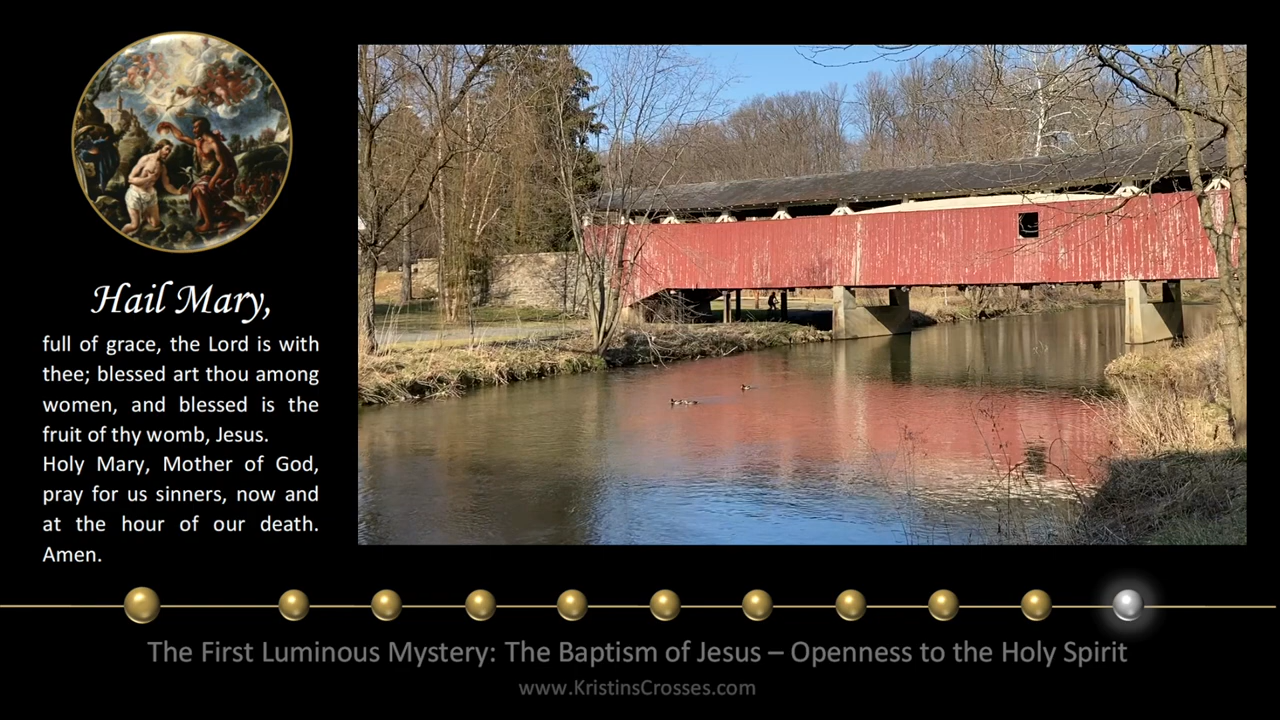 Hail Mary,
full of grace, the Lord is with
thee; blessed art thou among
women, and blessed is the
fruit of thy womb, Jesus.
Holy Mary, Mother of God,
pray for us sinners, now and
at the hour of our death.
Amen.
The First Luminous Mystery: The Baptism of Jesus – Openness to the Holy Spirit
www.KristinsCrosses.com